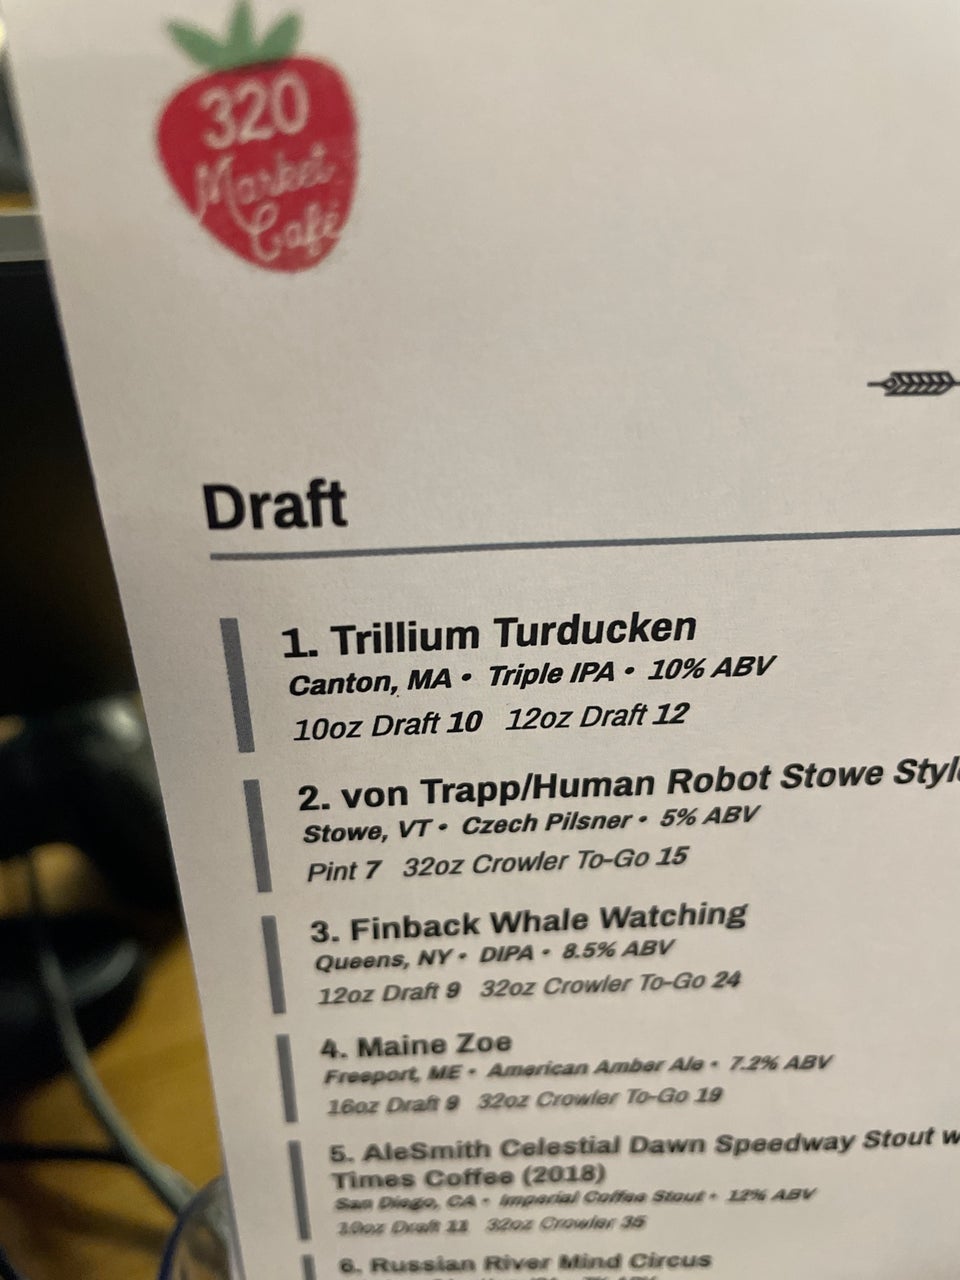 320
Market
Café
Draft
1. Trillium Turducken
Canton, MA • Triple IPA • 10% ABV
10oz Draft 10 12oz Draft 12
2. von Trapp/Human Robot Stowe Style
Stowe, VT • Czech Pilsner • 5% ABV
Pint 7 32oz Crowler To-Go 15
3. Finback Whale Watching
Queens, NY • DIPA • 8.5% ABV
12oz Draft 9 32oz Crowler To-Go 24
4. Maine Zoe
Freeport, ME • American Amber Ale • 7.2% ABV
16oz Draft 9 32oz Crowler To-Go 19
5. AleSmith Celestial Dawn Speedway Stout w
Times Coffee (2018)
San Diego, CA • Imperial Coffee Stout • 12% ABV
10oz Draft 11 32oz Crowler 35
6. Russian River Mind Circus